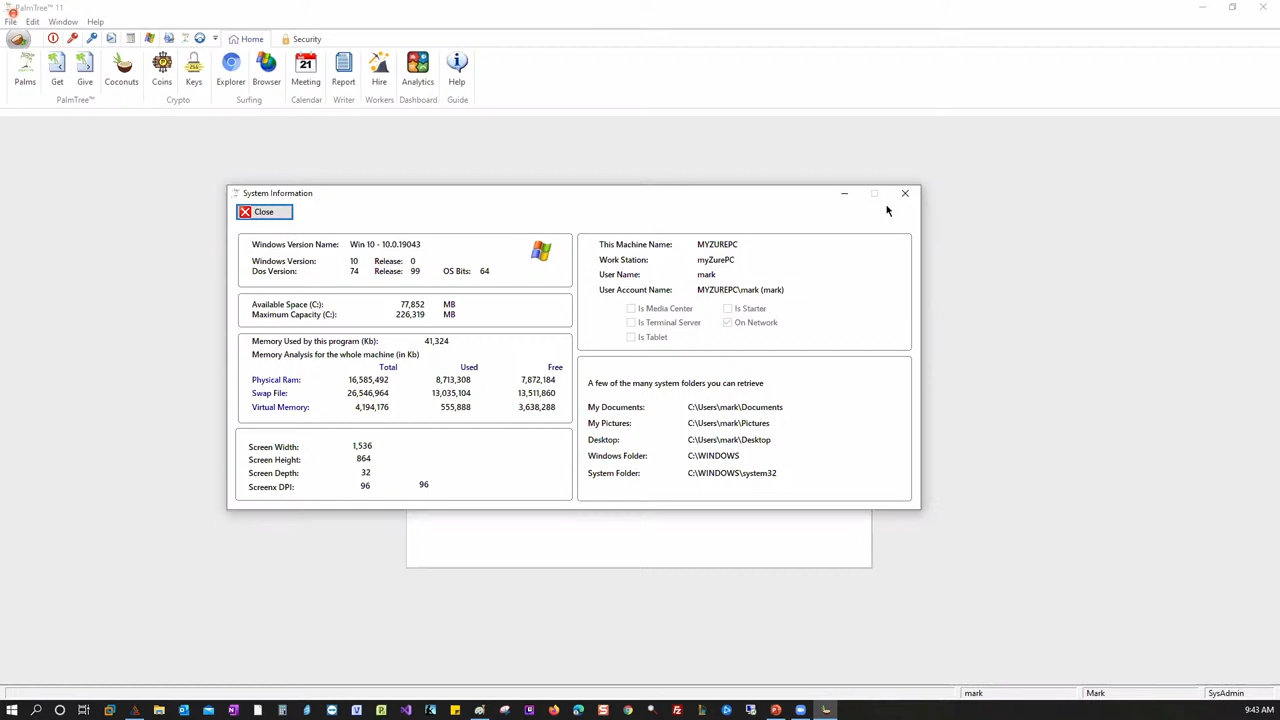 PalmTree™ 11
File Edit Window Help
Home Security
Palms Get Give Coconuts Coins Keys Explorer Browser Meeting Report Hire Analytics Help
PalmTree™ Crypto Surfing Calendar Writer Workers Dashboard Guide
System Information
Close
Windows Version Name: Win 10 - 10.0.19043
Windows Version: 10 Release: 0
Dos Version: 74 Release: 99 OS Bits: 64
Available Space (C:): 77,852 MB
Maximum Capacity (C:): 226,319 MB
Memory Used by this program (Kb): 41,324
Memory Analysis for the whole machine (in Kb)
Total Used Free
Physical Ram: 16,585,492 8,713,308 7,872,184
Swap File: 26,546,964 13,035,104 13,511,860
Virtual Memory: 4,194,176 555,888 3,638,288
Screen Width: 1,536
Screen Height: 864
Screen Depth: 32
Screenx DPI: 96 96
This Machine Name: MYZUREPC
Work Station: myZurePC
User Name: mark
User Account Name: MYZUREPC\mark (mark)
Is Media Center Is Starter
Is Terminal Server On Network
Is Tablet
A few of the many system folders you can retrieve
My Documents: C:\Users\mark\Documents
My Pictures: C:\Users\mark\Pictures
Desktop: C:\Users\mark\Desktop
Windows Folder: C:\WINDOWS
System Folder: C:\WINDOWS\system32
mark Mark SysAdmin
9:43 AM